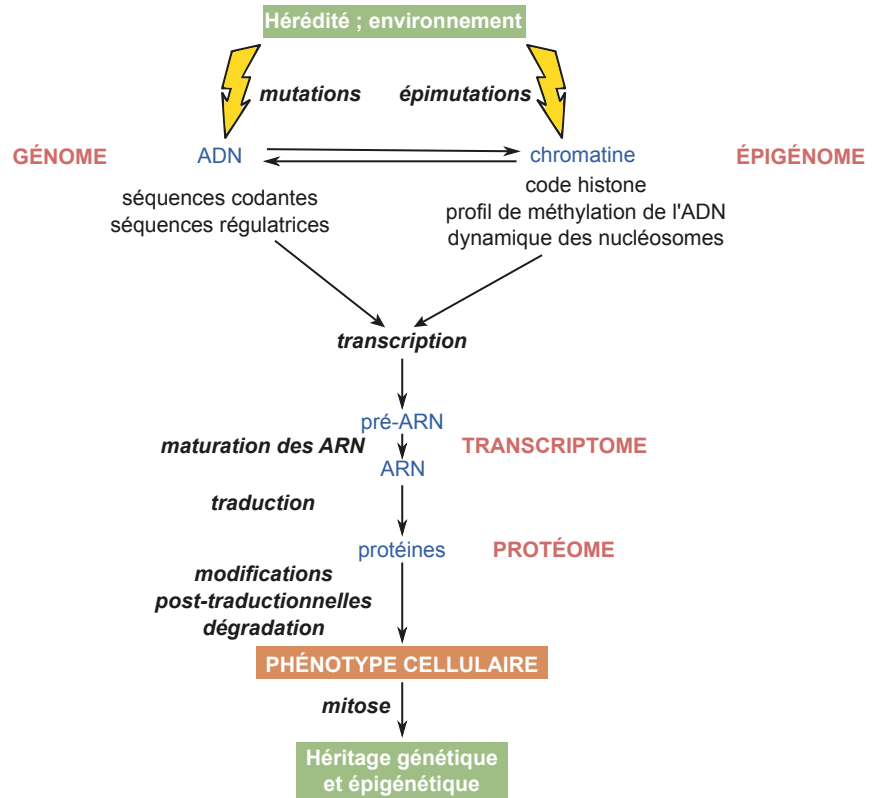 Hérédité ; environnement
mutations
épimutations
GÉNOME
ADN
chromatine
ÉPIGÉNOME
séquences codantes
séquences régulatrices
code histone
profil de méthylation de l'ADN
dynamique des nucléosomes
transcription
pré-ARN
maturation des ARN
TRANSCRIPTOME
ARN
traduction
protéines
PROTÉOME
modifications
post-traductionnelles
dégradation
PHÉNOTYPE CELLULAIRE
mitose
Héritage génétique
et épigénétique